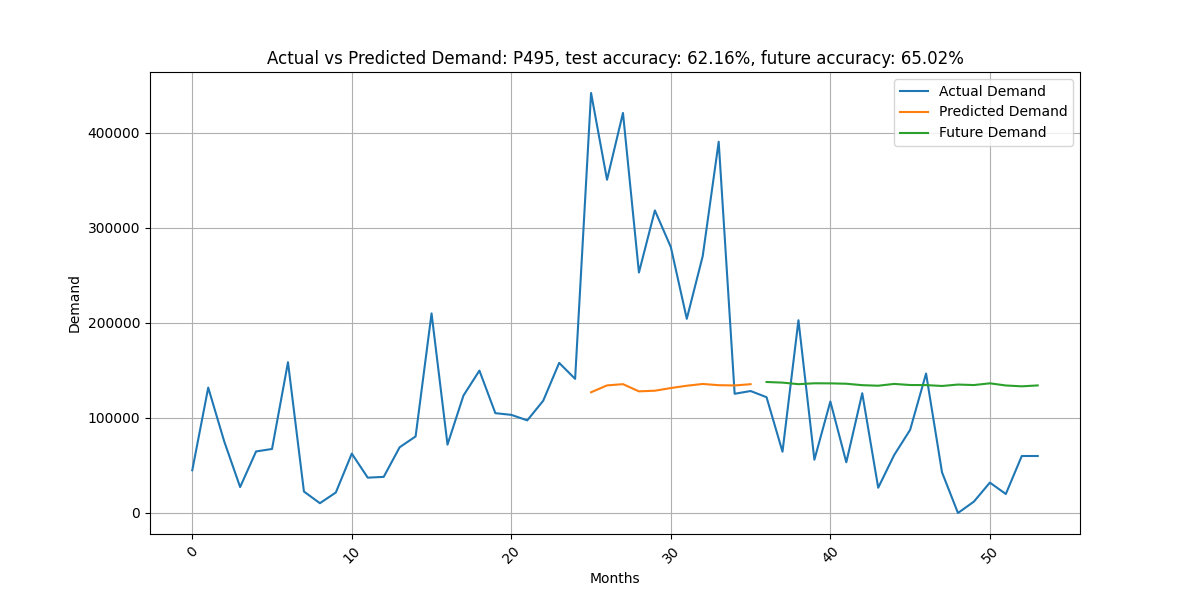 Actual vs Predicted Demand: P495, test accuracy: 62.16%, future accuracy: 65.02%
Actual Demand
Predicted Demand
Future Demand
400000
300000
200000
100000
0
Demand
0
10
20
30
40
50
Months